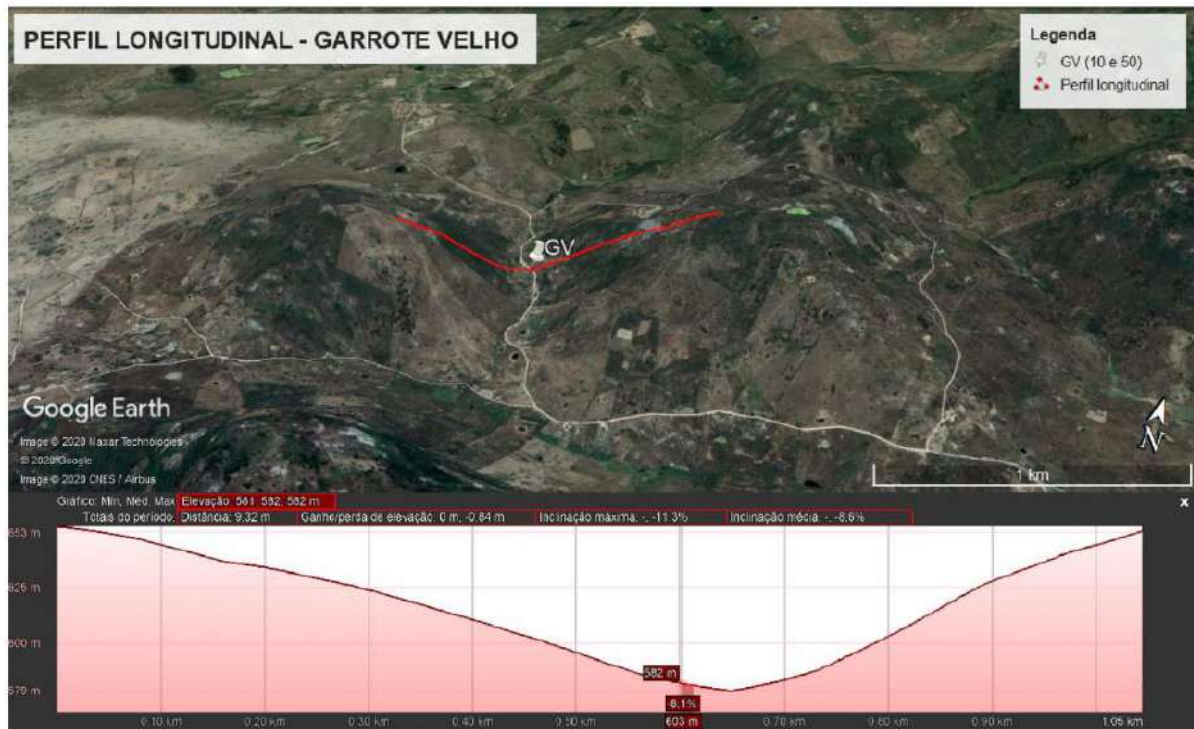 PERFIL LONGITUDINAL - GARROTE VELHO
Legenda
GV (10 e 50)
Perfil longitudinal
GV
Google Earth
Image © 2020 Maxar Technologies
© 2020 Google
Image © 2020 CNES / Airbus
N
1 km
Gráfico: Mín, Méd, Max Elevação: 581, 582, 582 m
x
Totais do período: Distância: 9.32 m Ganho/perda de elevação: 0 m, -0.84 m Inclinação máxima: -, -11.3% Inclinação média: -, -8.6%
653 m
625 m
600 m
582 m
570 m
-8.1%
0.10 km 0.20 km 0.30 km 0.40 km 0.50 km 603 m 0.70 km 0.80 km 0.90 km 1.05 km